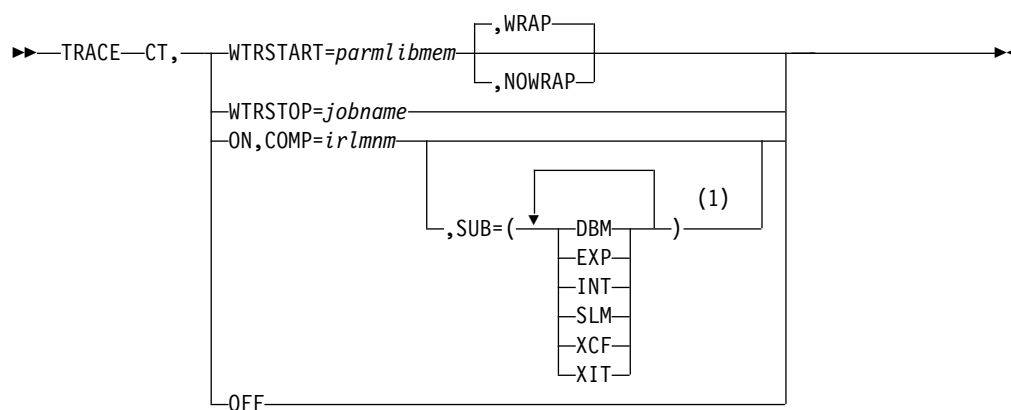 ,WRAP
TRACE CT, WTRSTART=parmlibmem
,NOWRAP
WTRSTOP=jobname
ON,COMP=irlmnm
(1)
,SUB=( DBM )
EXP
INT
SLM
XCF
XIT
OFF